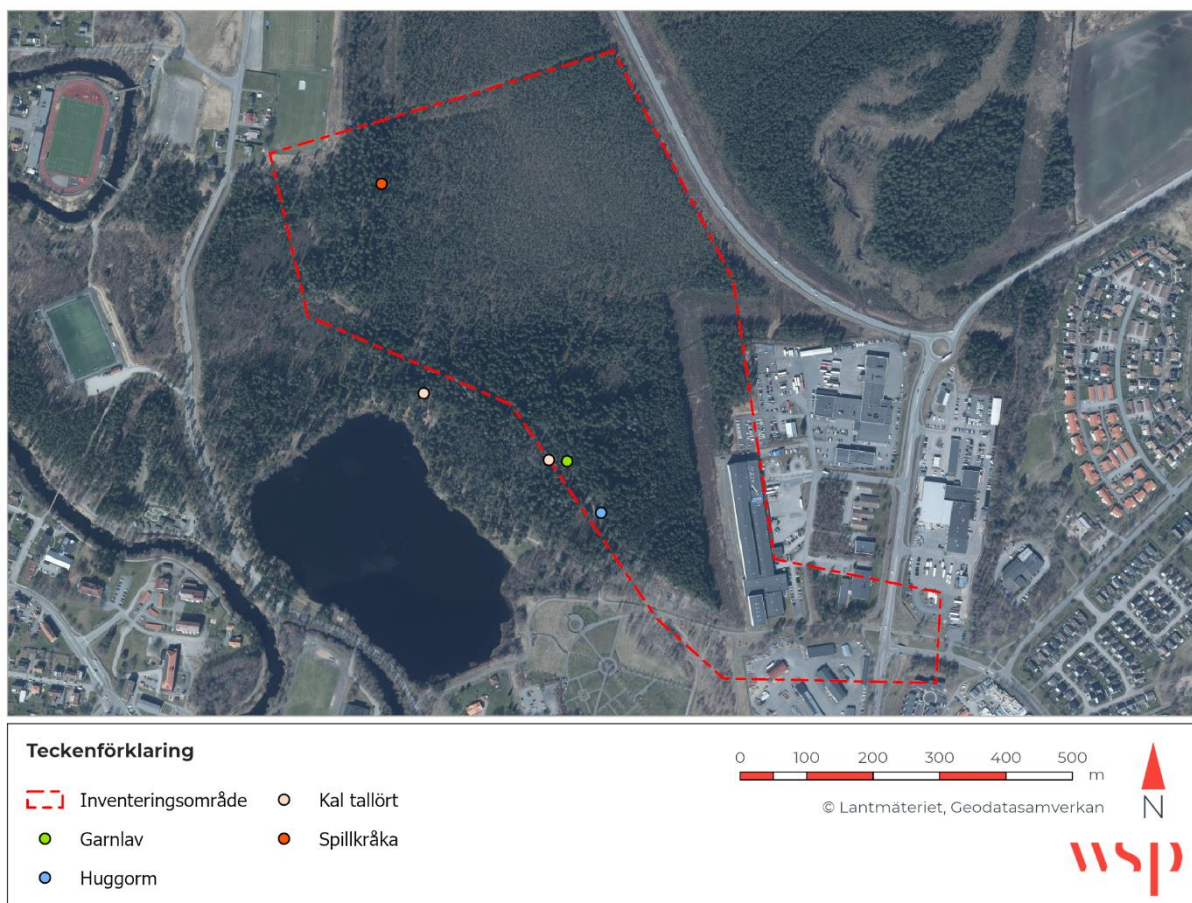 Teckenförklaring
Inventeringsområde
Garnlav
Huggorm
Kal tallört
Spillkråka
0 100 200 300 400 500
m
© Lantmäteriet, Geodatasamverkan
N
wsp